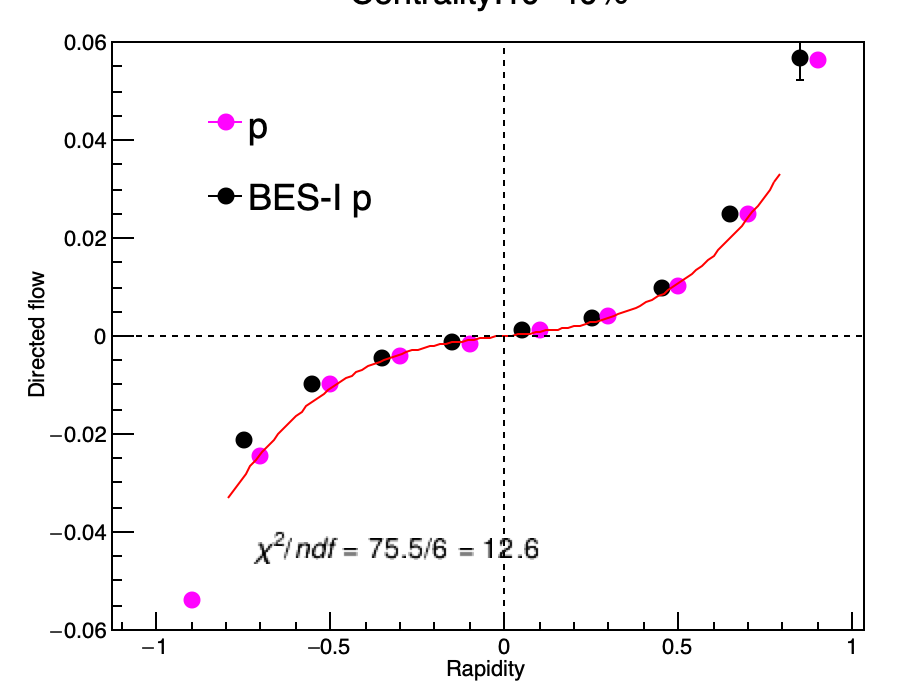 0.06
p
0.04
BES-I p
0.02
Directed flow
0
−0.02
−0.04
χ²/ndf = 75.5/6 = 12.6
−0.06
−1
−0.5
0
0.5
1
Rapidity